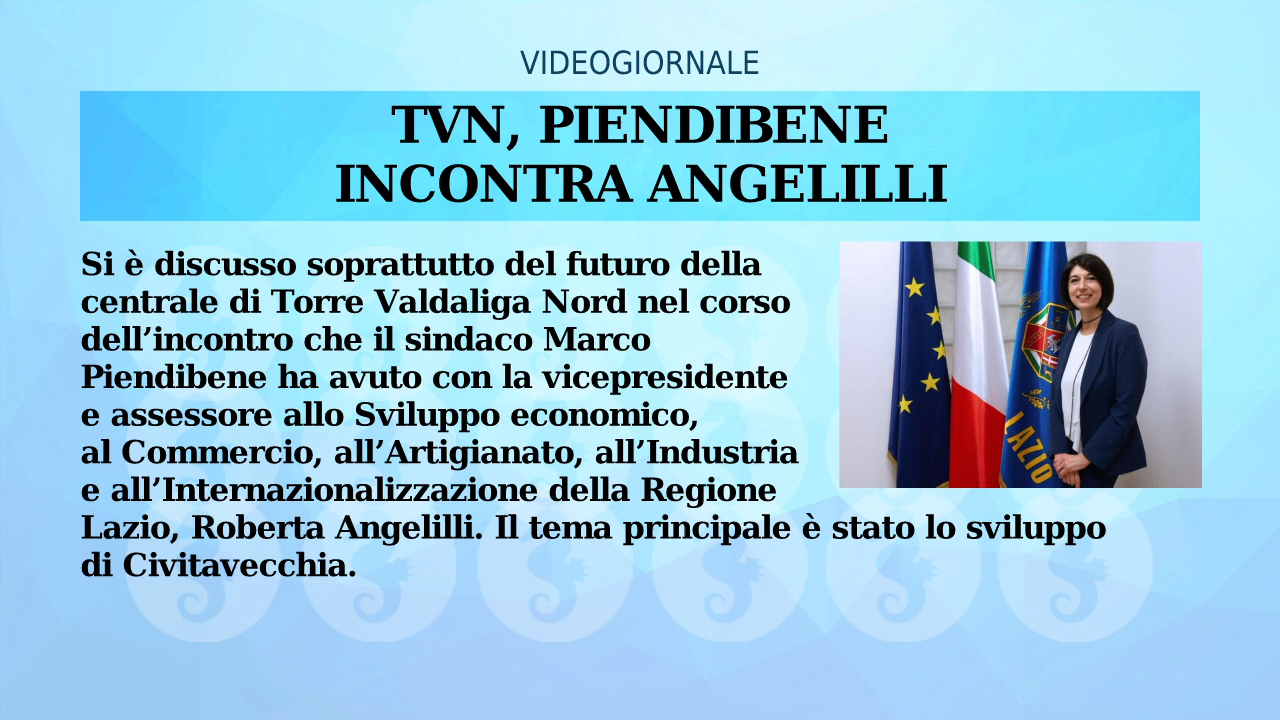 VIDEOGIORNALE
TVN, PIENDIBENE
INCONTRA ANGELILLI
Si è discusso soprattutto del futuro della
centrale di Torre Valdaliga Nord nel corso
dell’incontro che il sindaco Marco
Piendibene ha avuto con la vicepresidente
e assessore allo Sviluppo economico,
al Commercio, all’Artigianato, all’Industria
e all’Internazionalizzazione della Regione
Lazio, Roberta Angelilli. Il tema principale è stato lo sviluppo
di Civitavecchia.
LAZIO